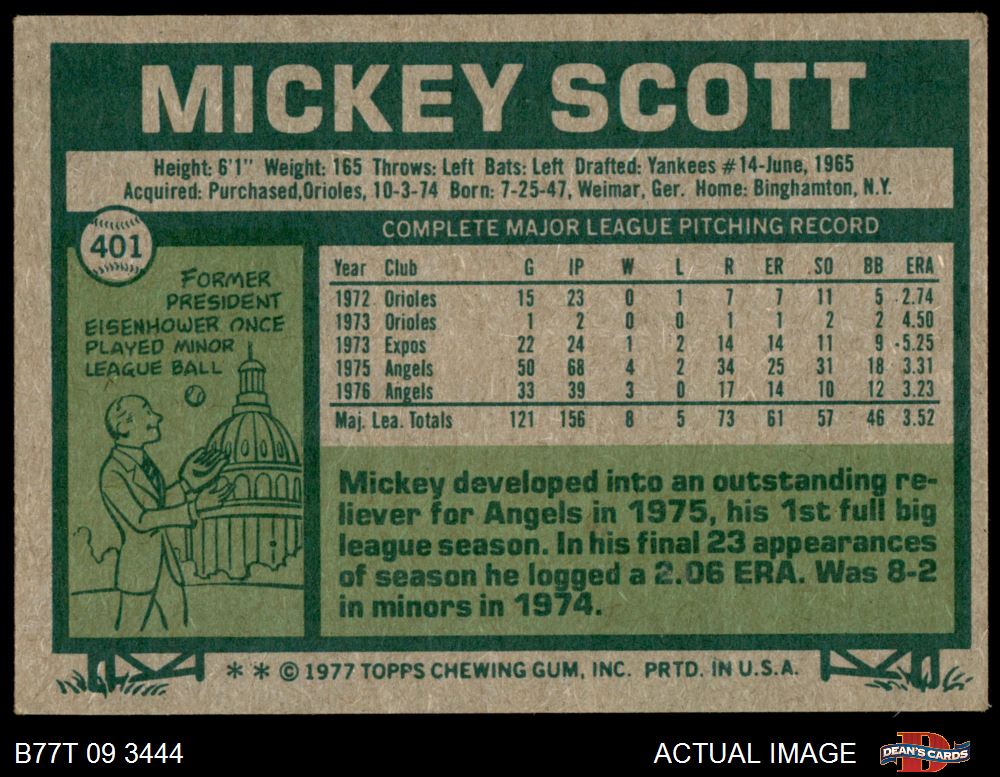 MICKEY SCOTT
Height: 6'1" Weight: 165 Throws: Left Bats: Left Drafted: Yankees #14-June, 1965
Acquired: Purchased,Orioles, 10-3-74 Born: 7-25-47, Weimar, Ger. Home: Binghamton, N.Y.
401
FORMER
PRESIDENT
EISENHOWER ONCE
PLAYED MINOR
LEAGUE BALL
COMPLETE MAJOR LEAGUE PITCHING RECORD
Year Club G IP W L R ER SO BB ERA
1972 Orioles 15 23 0 1 7 7 11 5 2.74
1973 Orioles 1 2 0 0 1 1 2 2 4.50
1973 Expos 22 24 1 2 14 14 11 9 5.25
1975 Angels 50 68 4 2 34 25 31 18 3.31
1976 Angels 33 39 3 0 17 14 10 12 3.23
Maj. Lea. Totals 121 156 8 5 73 61 57 46 3.52
Mickey developed into an outstanding re-
liever for Angels in 1975, his 1st full big
league season. In his final 23 appearances
of season he logged a 2.06 ERA. Was 8-2
in minors in 1974.
** © 1977 TOPPS CHEWING GUM, INC. PRTD. IN U.S.A.
B77T 09 3444
ACTUAL IMAGE
DEAN'S CARDS